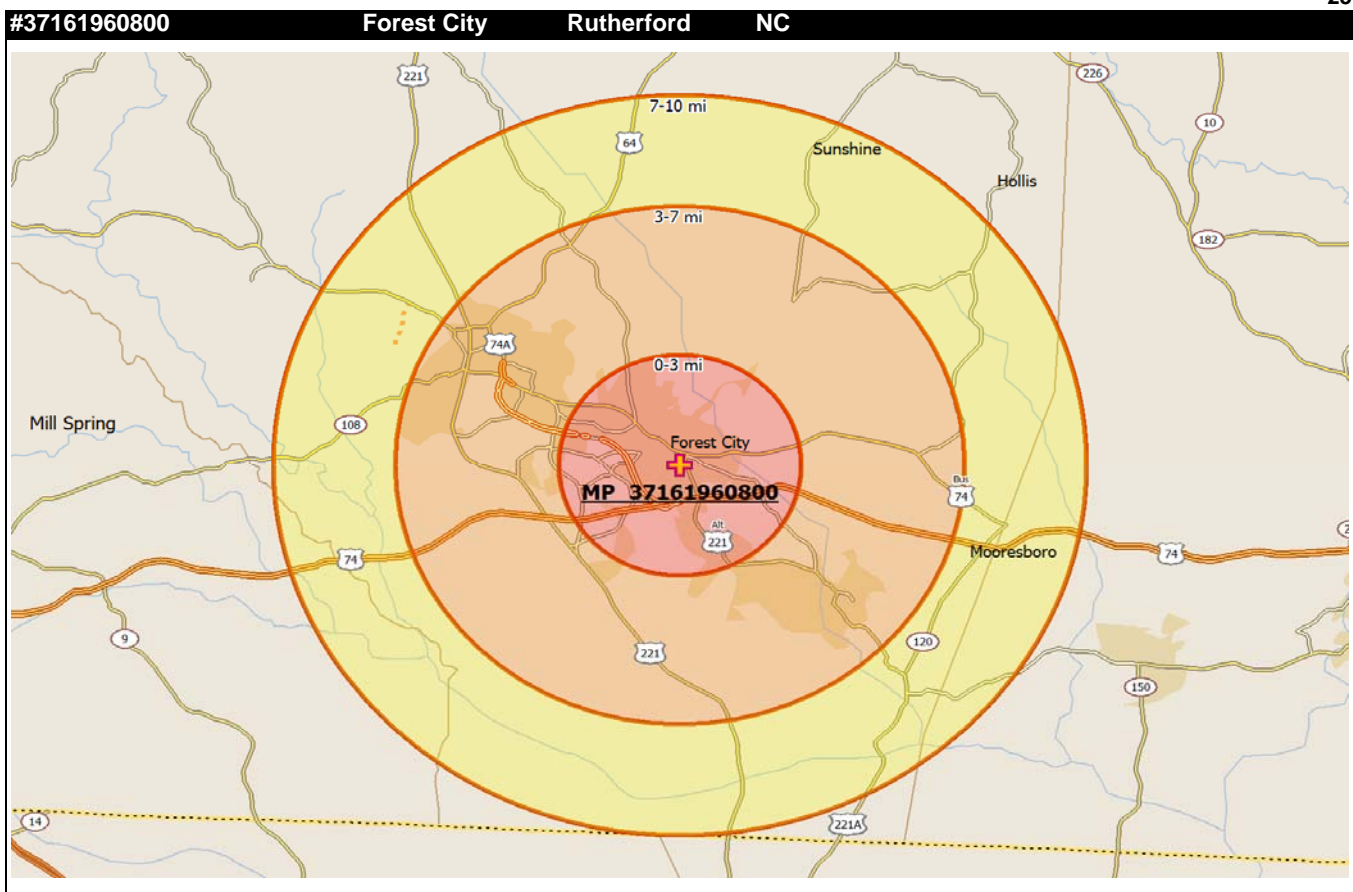 #37161960800 Forest City Rutherford NC
221
226
7-10 mi
10
64
Sunshine
Hollis
3-7 mi
182
74A
0-3 mi
Mill Spring
108
Forest City
MP 37161960800
Bus
74
Alt
221
Mooresboro
74
74
9
120
221
150
14
221A